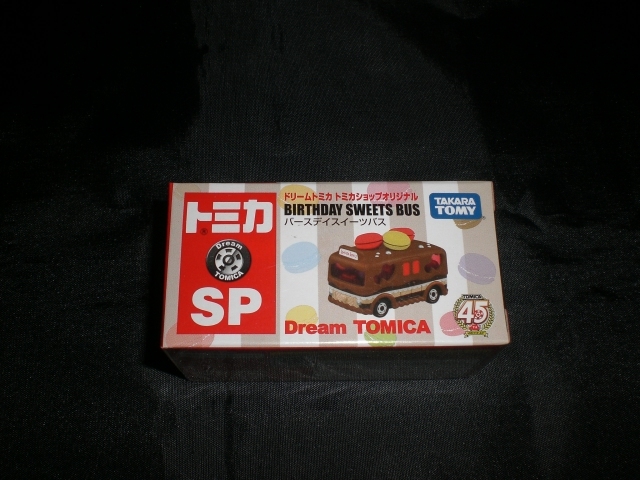 トミカ
®
Dream
TOMICA
SP
ドリームトミカ トミカショップオリジナル
BIRTHDAY SWEETS BUS
バースデイスイーツバス
TAKARA
TOMY
Dream TOMICA
TOMICA
45